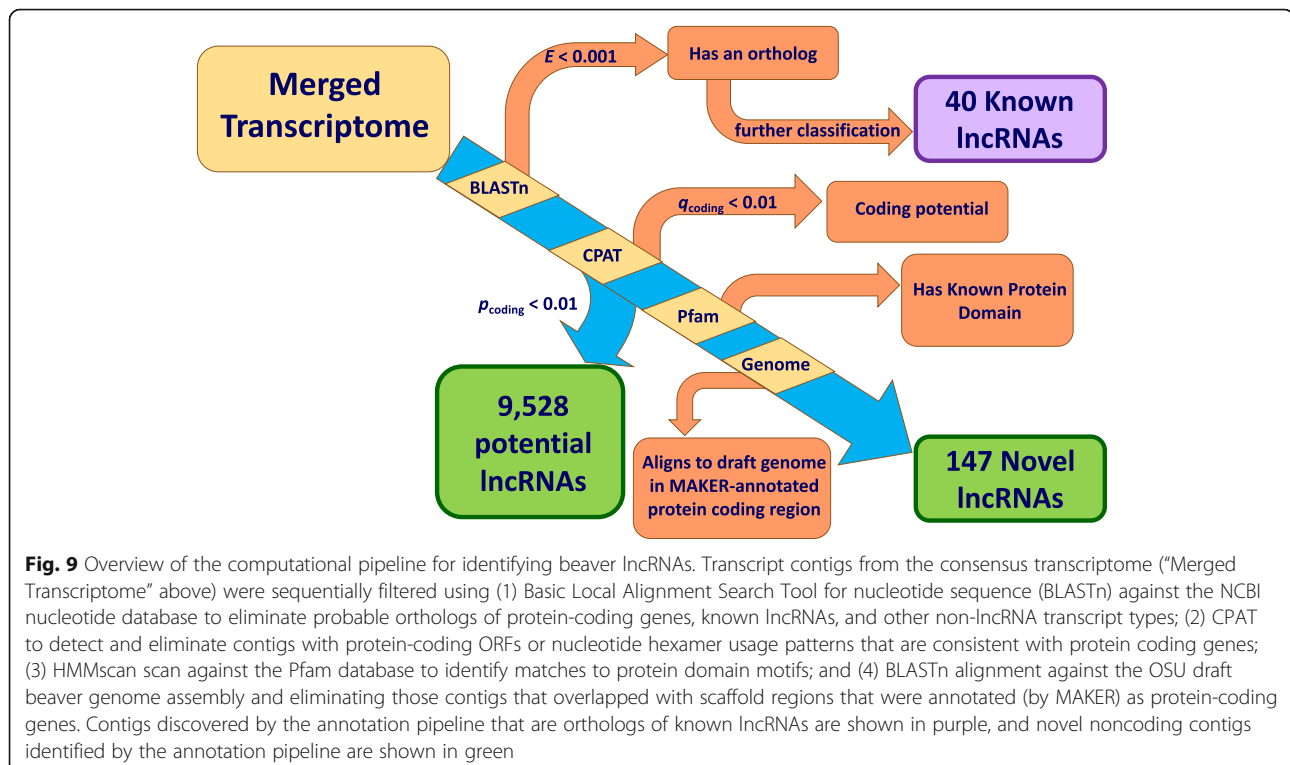 Merged
Transcriptome
E < 0.001
Has an ortholog
further classification
40 Known
lncRNAs
BLASTn
qcoding < 0.01
Coding potential
CPAT
pcoding < 0.01
Has Known Protein
Domain
Pfam
Genome
9,528
potential
lncRNAs
Aligns to draft genome
in MAKER-annotated
protein coding region
147 Novel
lncRNAs
Fig. 9 Overview of the computational pipeline for identifying beaver lncRNAs. Transcript contigs from the consensus transcriptome (“Merged
Transcriptome” above) were sequentially filtered using (1) Basic Local Alignment Search Tool for nucleotide sequence (BLASTn) against the NCBI
nucleotide database to eliminate probable orthologs of protein-coding genes, known lncRNAs, and other non-lncRNA transcript types; (2) CPAT
to detect and eliminate contigs with protein-coding ORFs or nucleotide hexamer usage patterns that are consistent with protein coding genes;
(3) HMMscan scan against the Pfam database to identify matches to protein domain motifs; and (4) BLASTn alignment against the OSU draft
beaver genome assembly and eliminating those contigs that overlapped with scaffold regions that were annotated (by MAKER) as protein-coding
genes. Contigs discovered by the annotation pipeline that are orthologs of known lncRNAs are shown in purple, and novel noncoding contigs
identified by the annotation pipeline are shown in green